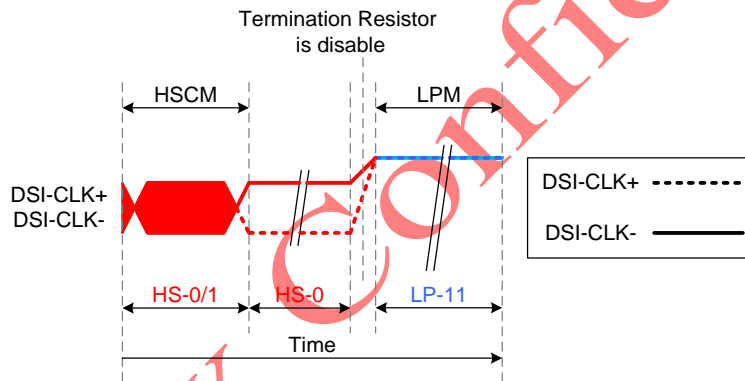 Termination Resistor
is disable
HSCM
LPM
DSI-CLK+
DSI-CLK-
DSI-CLK+
DSI-CLK-
HS-0/1
HS-0
LP-11
Time